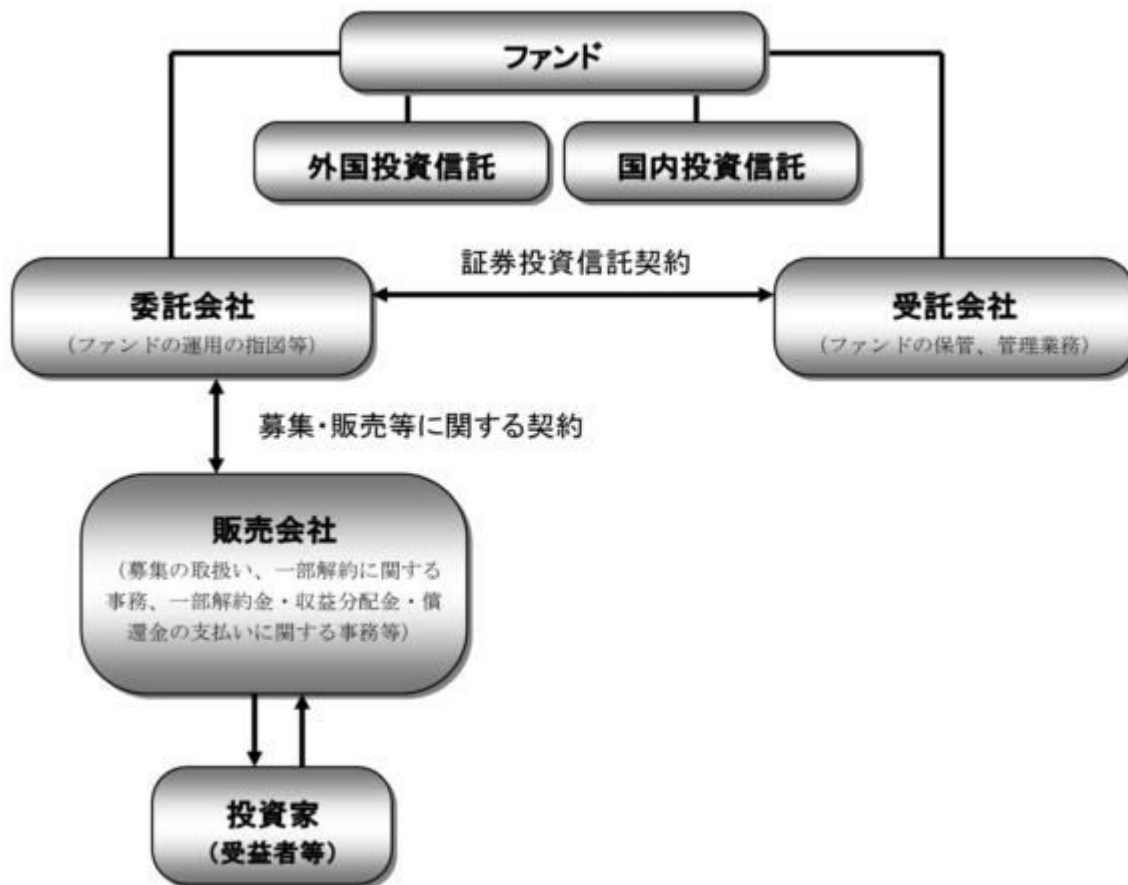 ファンド
外国投資信託
国内投資信託
証券投資信託契約
委託会社
（ファンドの運用の指図等）
受託会社
（ファンドの保管、管理業務）
募集・販売等に関する契約
販売会社
（募集の取扱い、一部解約に関する
事務、一部解約金・収益分配金・償
還金の支払いに関する事務等）
投資家
（受益者等）